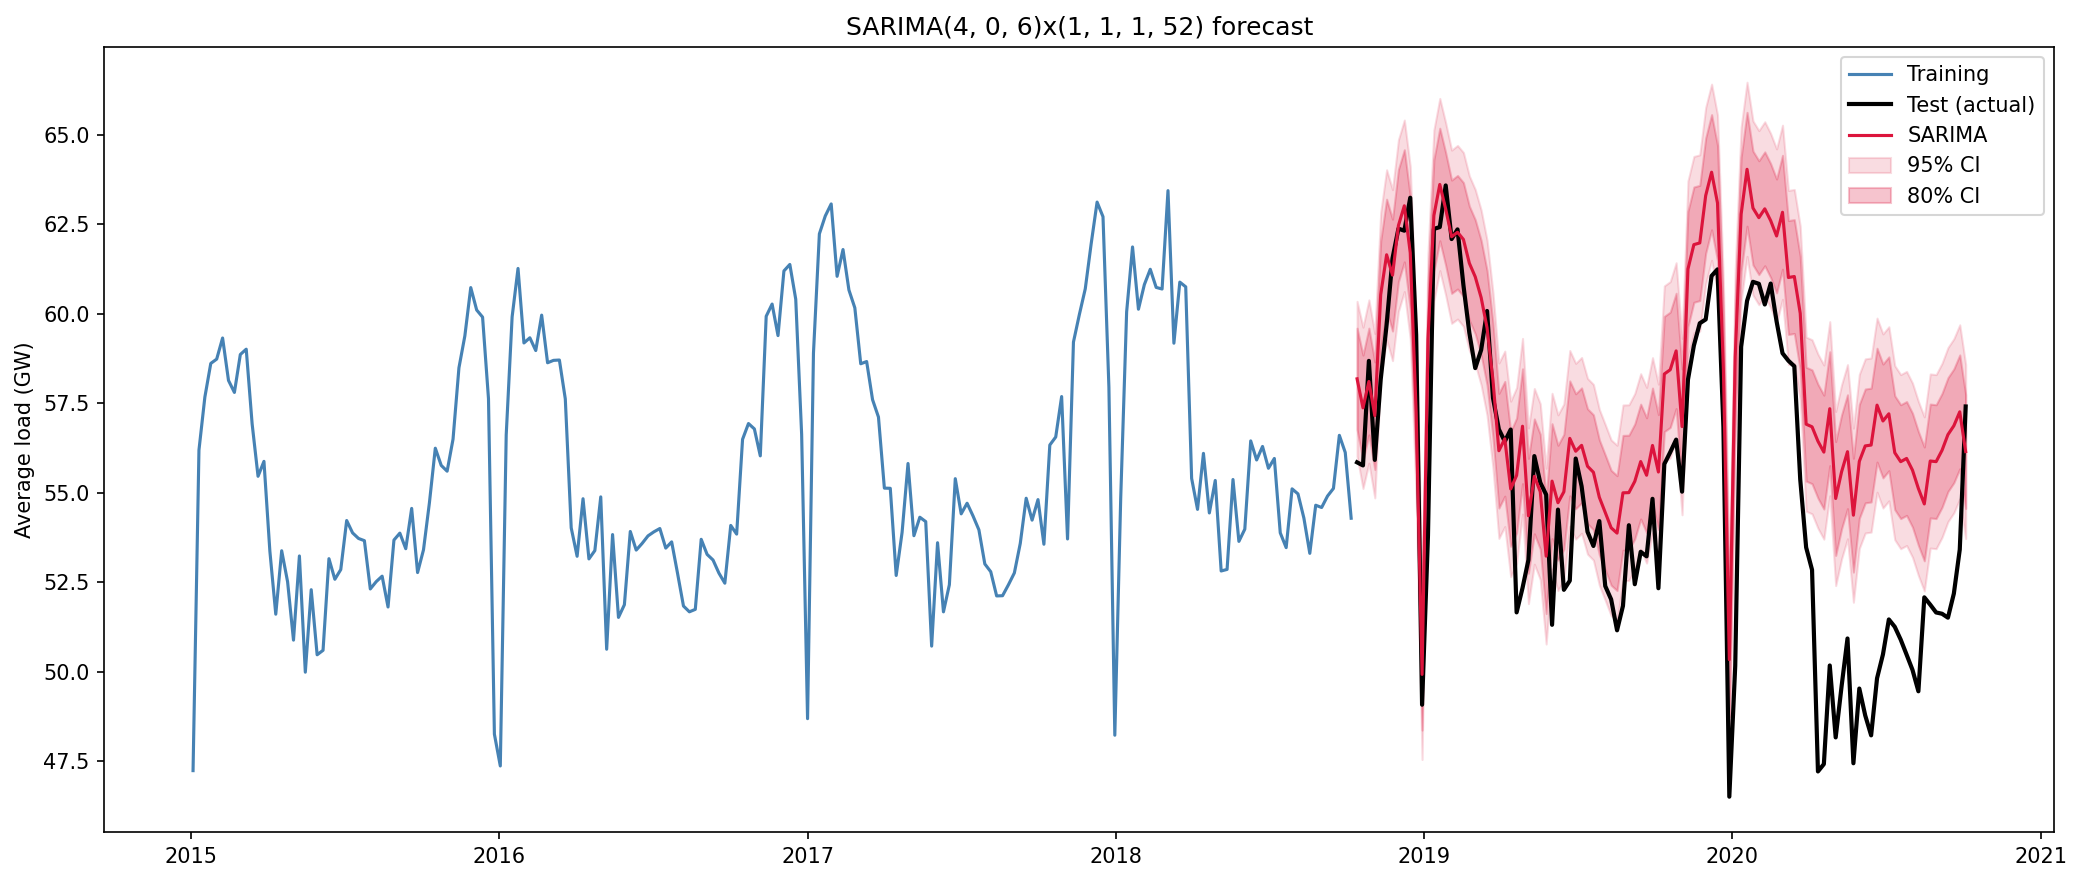 SARIMA(4, 0, 6)x(1, 1, 1, 52) forecast
Average load (GW)
65.0
62.5
60.0
57.5
55.0
52.5
50.0
47.5
2015
2016
2017
2018
2019
2020
2021
Training
Test (actual)
SARIMA
95% CI
80% CI